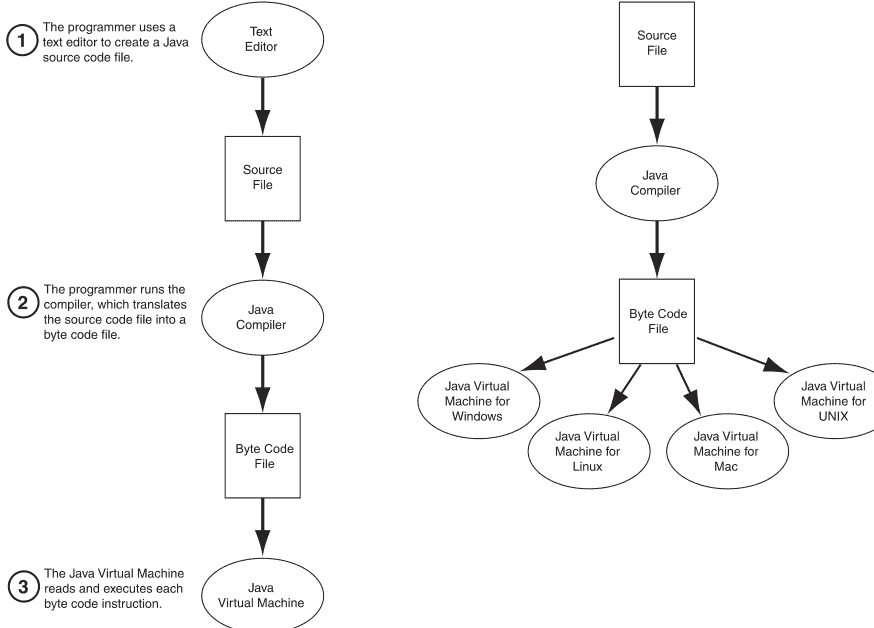 1
The programmer uses a
text editor to create a Java
source code file.
Text
Editor
Source
File
2
The programmer runs the
compiler, which translates
the source code file into a
byte code file.
Java
Compiler
Byte Code
File
3
The Java Virtual Machine
reads and executes each
byte code instruction.
Java
Virtual Machine
Source
File
Java
Compiler
Byte Code
File
Java Virtual
Machine for
Windows
Java Virtual
Machine for
Linux
Java Virtual
Machine for
Mac
Java Virtual
Machine for
UNIX